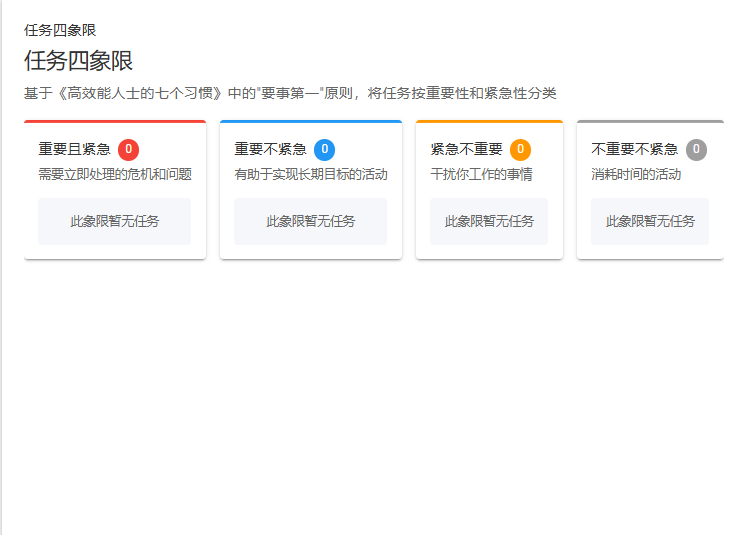 任务四象限
任务四象限
基于《高效能人士的七个习惯》中的"要事第一"原则，将任务按重要性和紧急性分类
重要且紧急 0
需要立即处理的危机和问题
此象限暂无任务
重要不紧急 0
有助于实现长期目标的活动
此象限暂无任务
紧急不重要 0
干扰你工作的事情
此象限暂无任务
不重要不紧急 0
消耗时间的活动
此象限暂无任务